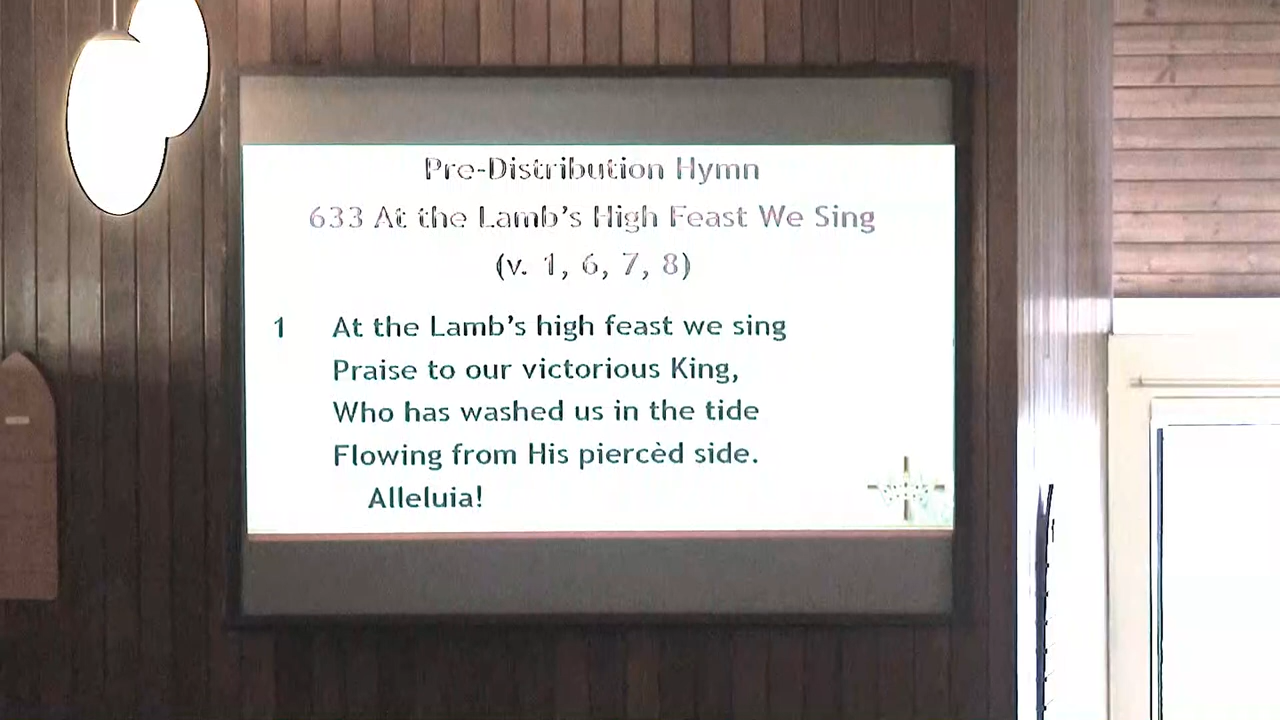 Pre-Distribution Hymn
633 At the Lamb's High Feast We Sing
(v. 1, 6, 7, 8)
1 At the Lamb's high feast we sing
Praise to our victorious King,
Who has washed us in the tide
Flowing from His piercèd side.
Alleluia!